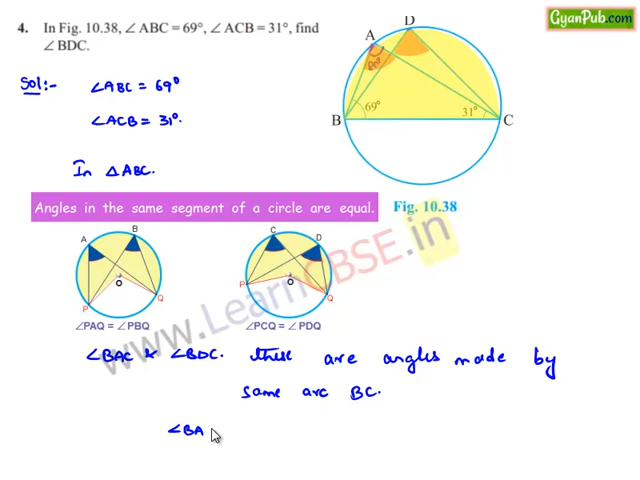 GyanPub.com
4. In Fig. 10.38, ∠ ABC = 69°, ∠ ACB = 31°, find
∠ BDC.
D
A
80°
69°
31°
B
C
Fig. 10.38
Sol:-
∠ABC = 69°
∠ACB = 31°.
In △ABC.
Angles in the same segment of a circle are equal.
A B
O
P Q
∠PAQ = ∠PBQ
C D
O
P Q
∠PCQ = ∠PDQ
www.LearnCBSE.in
∠BAC & ∠BDC. These are angles made by
same arc BC.
∠BA